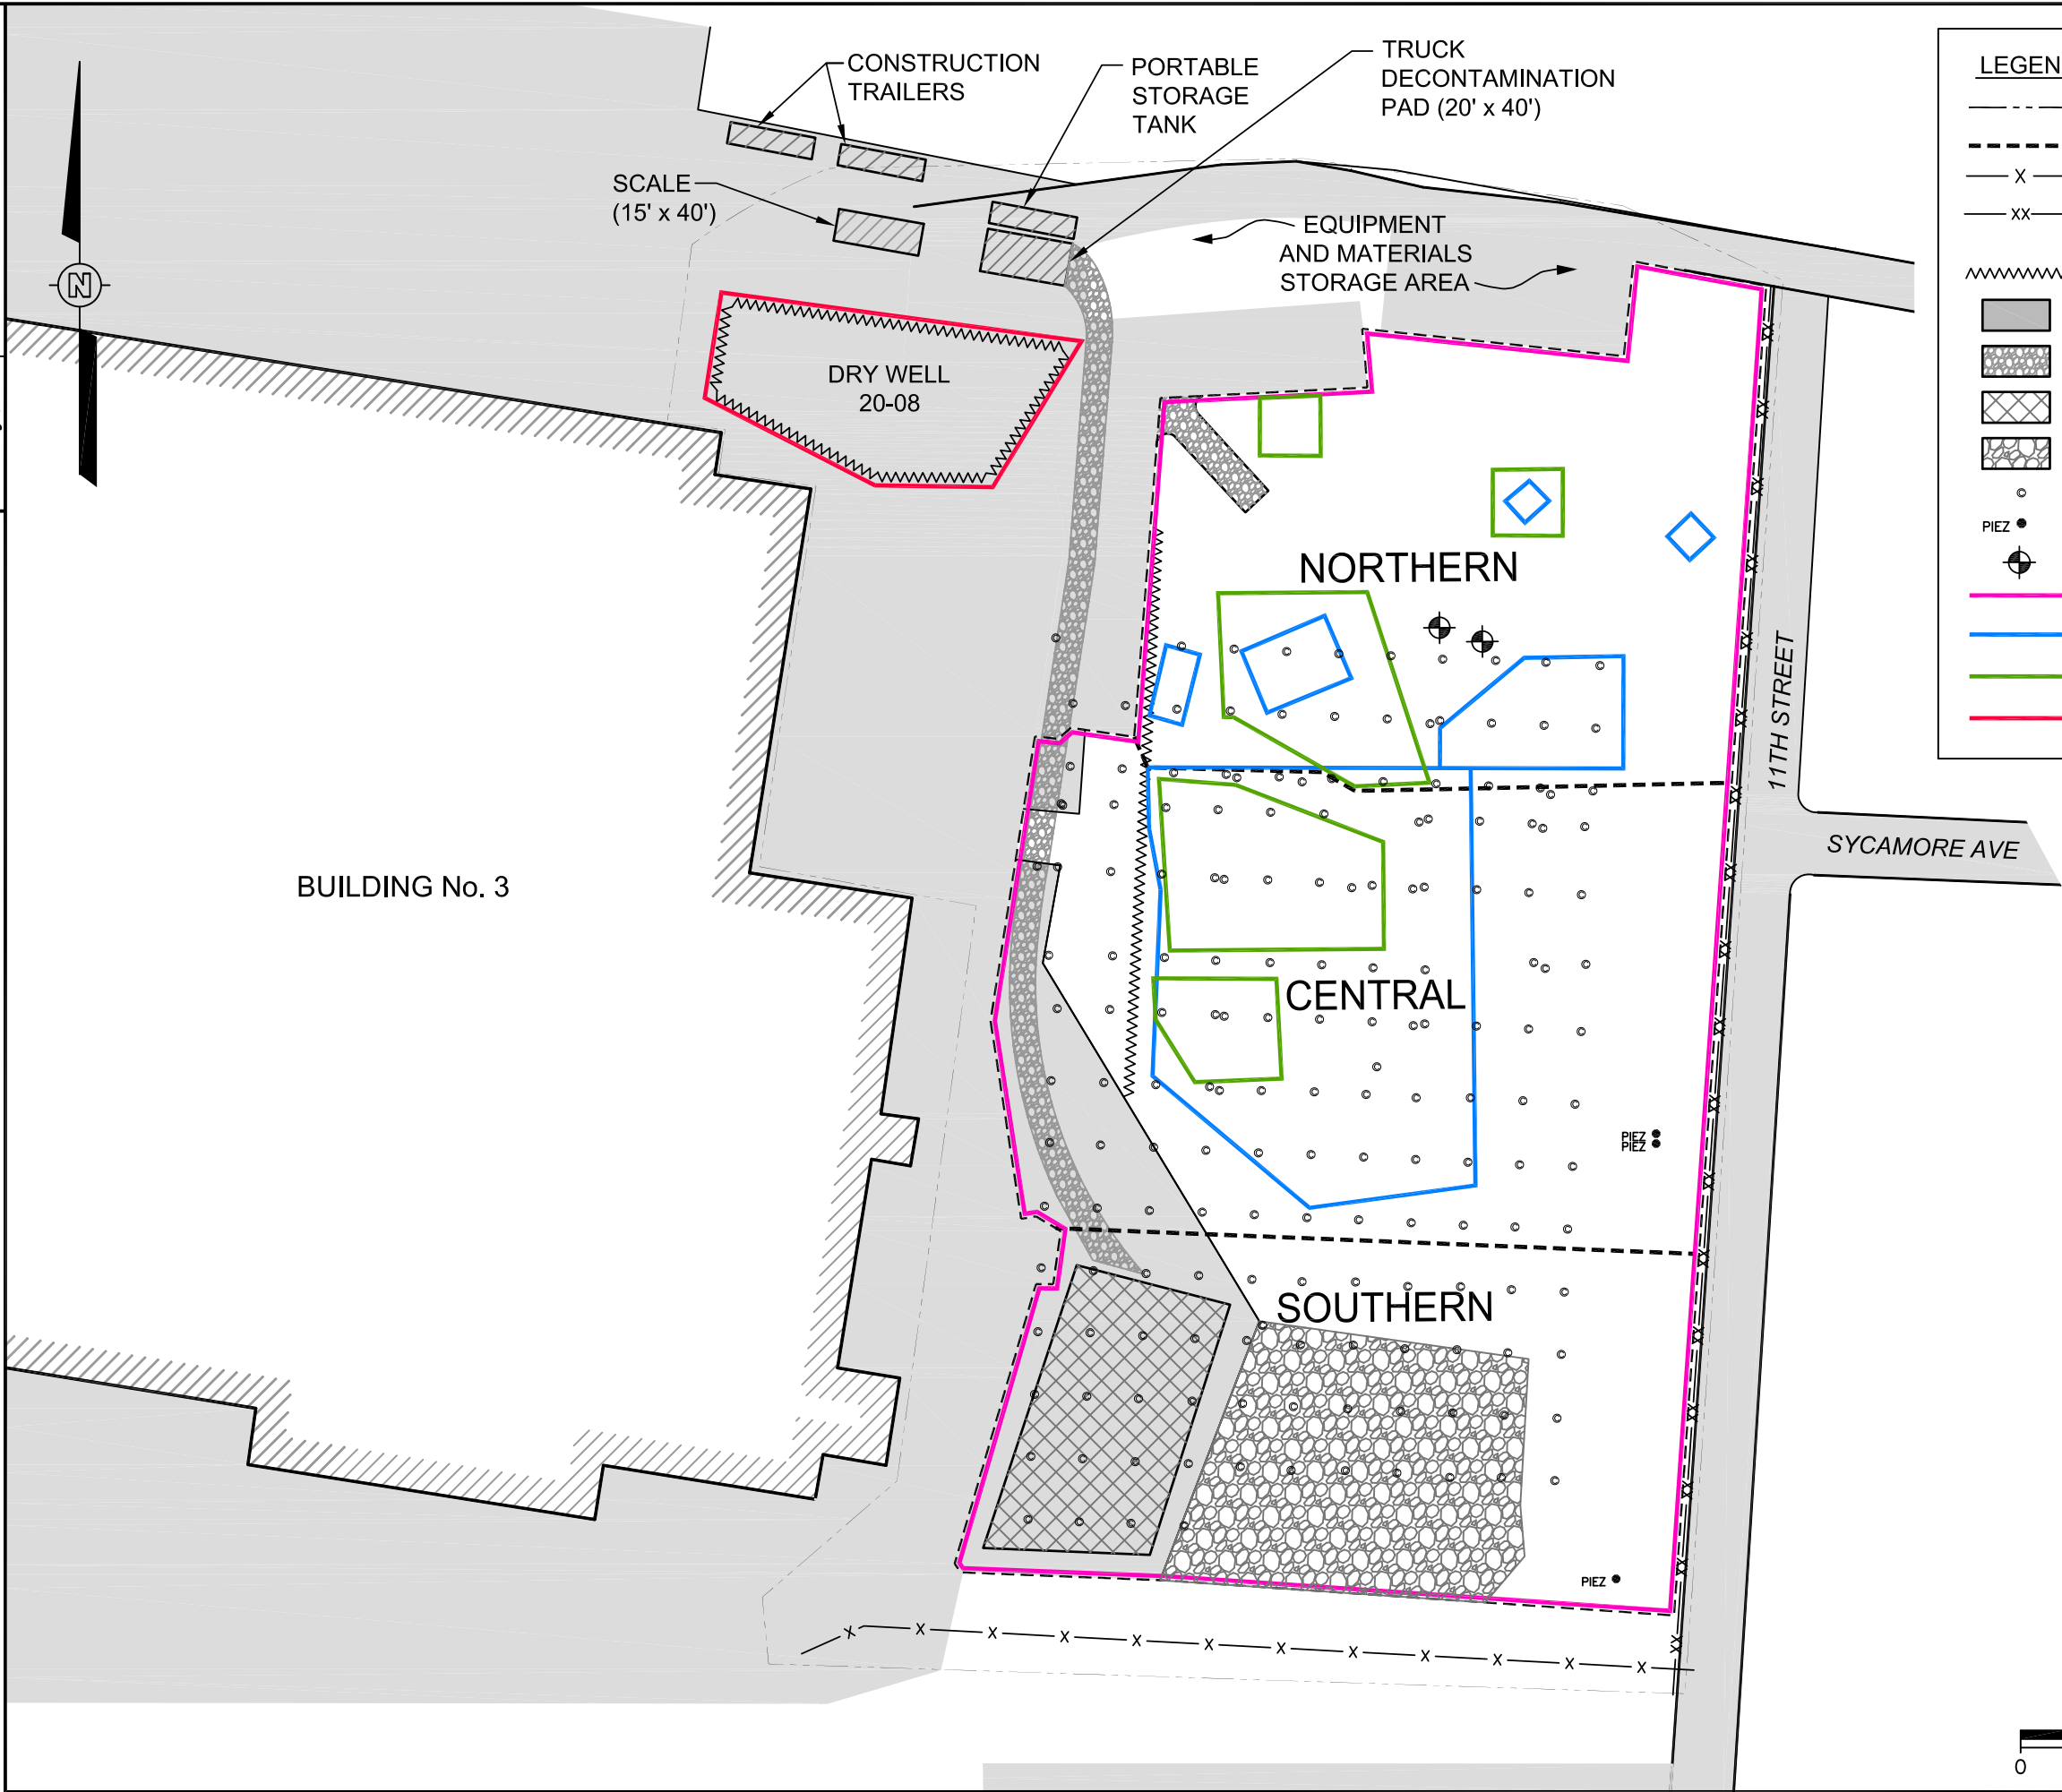 CONSTRUCTION
TRAILERS
PORTABLE
STORAGE
TANK
TRUCK
DECONTAMINATION
PAD (20' x 40')
LEGEN
X
XX
SCALE
(15' x 40')
EQUIPMENT
AND MATERIALS
STORAGE AREA
N
DRY WELL
20-08
PIEZ
NORTHERN
11TH STREET
SYCAMORE AVE
BUILDING No. 3
CENTRAL
PIEZ
PIEZ
SOUTHERN
PIEZ
0